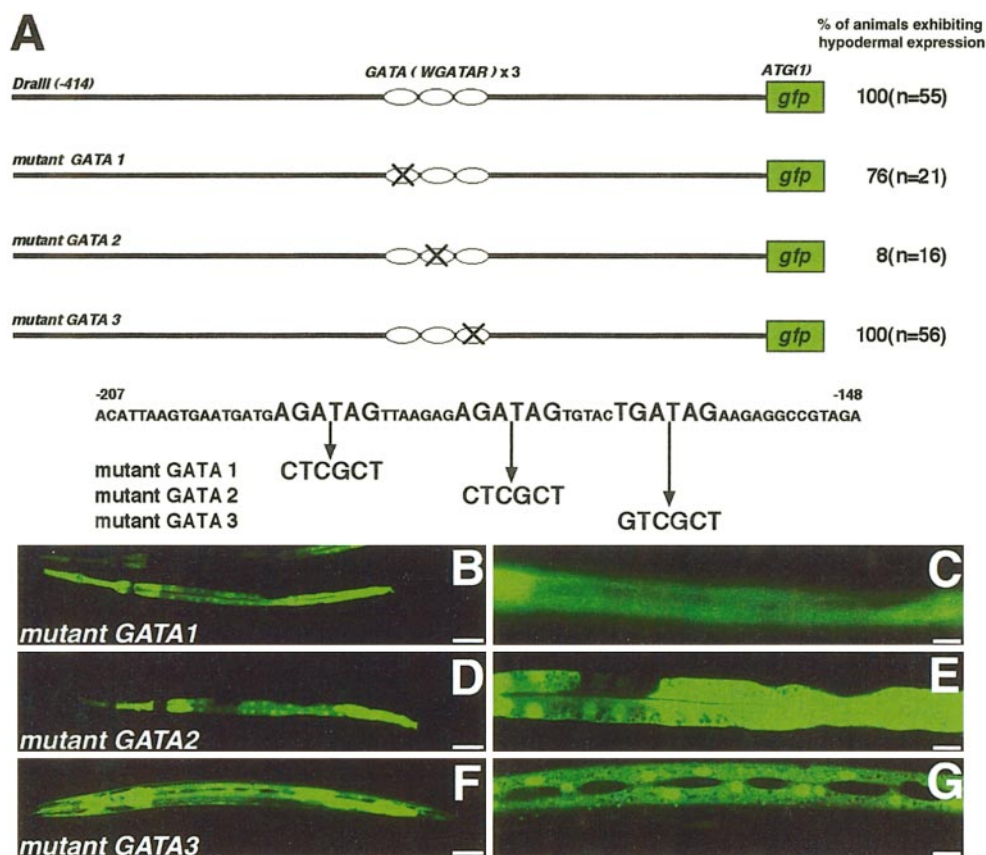 A
% of animals exhibiting
hypodermal expression
DraIII (-414)
GATA ( WGATAR ) x 3
ATG(1)
gfp
100(n=55)
mutant GATA 1
gfp
76(n=21)
mutant GATA 2
gfp
8(n=16)
mutant GATA 3
gfp
100(n=56)
-207
-148
ACATTAAGTGAATGATGAGATAGTTAAGAGAGATAGTGTACTGATAGAAGAGGCCGTAGA
mutant GATA 1 CTCGCT
mutant GATA 2 CTCGCT
mutant GATA 3 GTCGCT
B
mutant GATA1
C
D
mutant GATA2
E
F
mutant GATA3
G